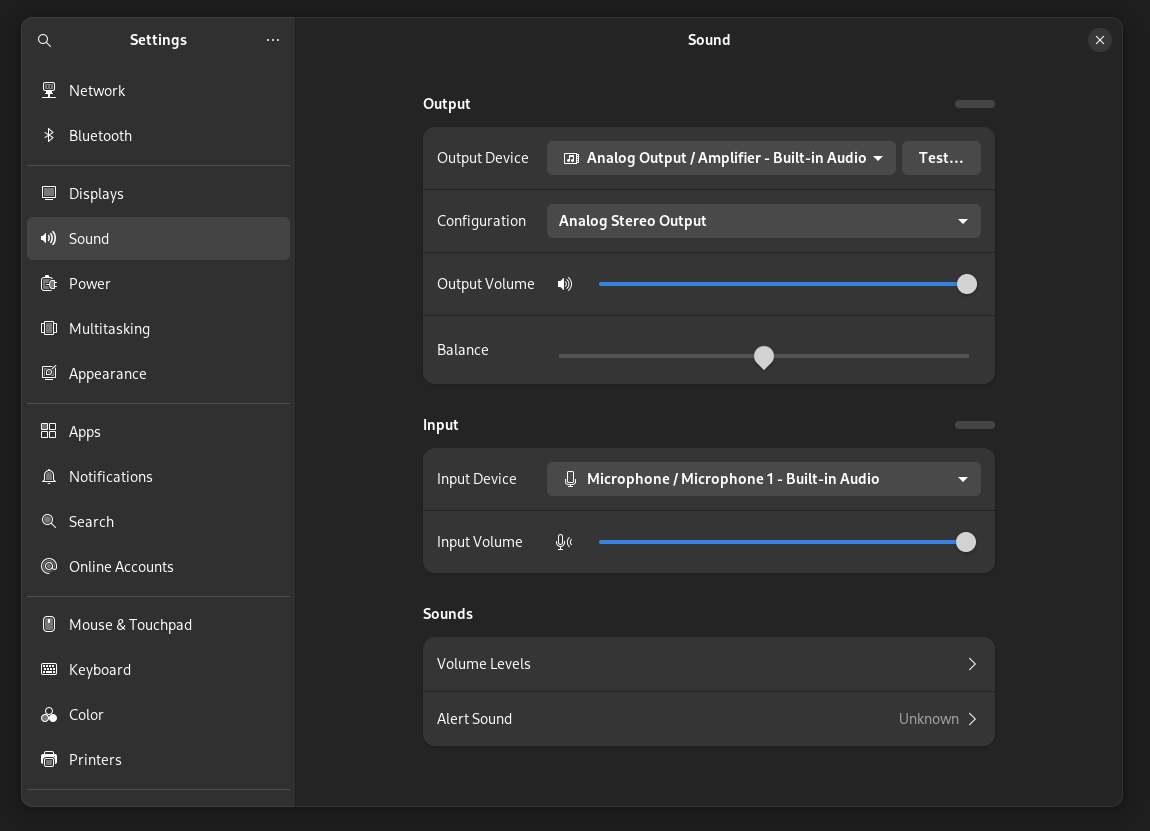 Settings
Network
Bluetooth
Displays
Sound
Power
Multitasking
Appearance
Apps
Notifications
Search
Online Accounts
Mouse & Touchpad
Keyboard
Color
Printers
Sound
Output
Output Device
Analog Output / Amplifier - Built-in Audio
Test…
Configuration
Analog Stereo Output
Output Volume
Balance
Input
Input Device
Microphone / Microphone 1 - Built-in Audio
Input Volume
Sounds
Volume Levels
Alert Sound
Unknown